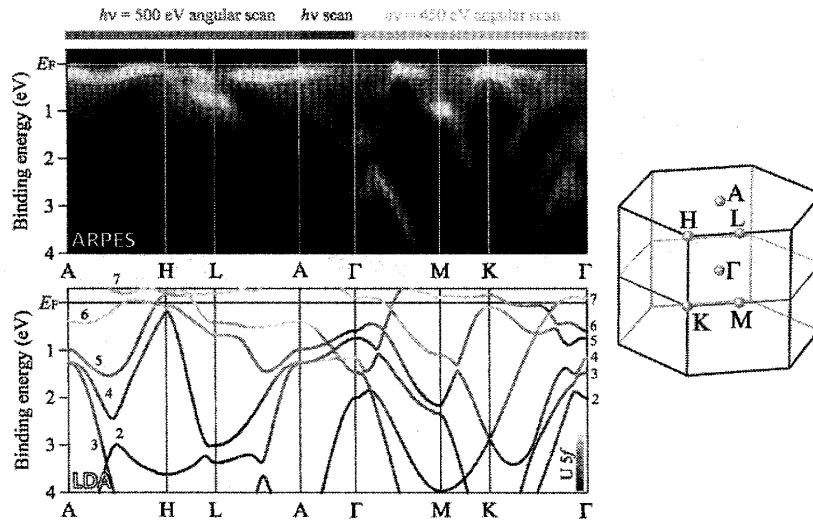 hν = 500 eV angular scan hν scan hν = 450 eV angular scan
EF
1
2
3
4
Binding energy (eV)
ARPES
A H L A Γ M K Γ
7
EF
6
5
4
3
2
1
2
3
4
Binding energy (eV)
LDA
7
6
5
4
3
2
U 5f
A H L A Γ M K Γ
A
H L
Γ
K M